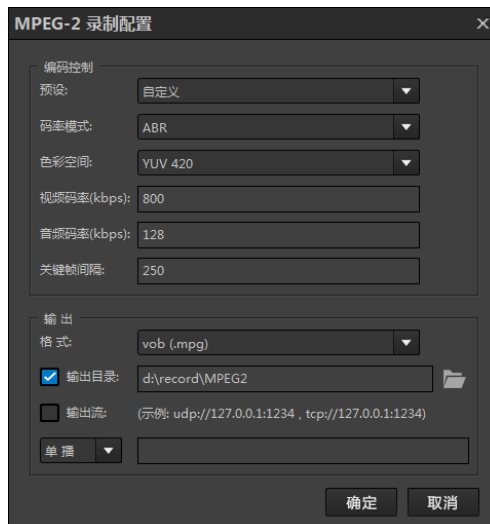 MPEG-2 录制配置
编码控制
预设: 自定义
码率模式: ABR
色彩空间: YUV 420
视频码率(kbps): 800
音频码率(kbps): 128
关键帧间隔: 250
输 出
格 式: vob (.mpg)
输出目录: d:\record\MPEG2
输出流: (示例: udp://127.0.0.1:1234 , tcp://127.0.0.1:1234)
单 播
确定 取消